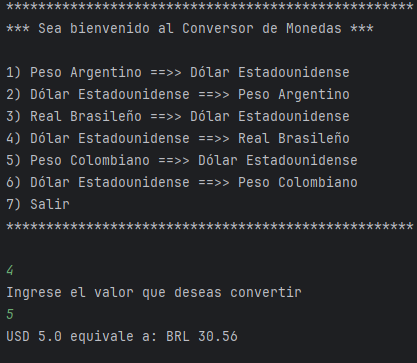 ***************************************************
*** Sea bienvenido al Conversor de Monedas ***
1) Peso Argentino ==>> Dólar Estadounidense
2) Dólar Estadounidense ==>> Peso Argentino
3) Real Brasileño ==>> Dólar Estadounidense
4) Dólar Estadounidense ==>> Real Brasileño
5) Peso Colombiano ==>> Dólar Estadounidense
6) Dólar Estadounidense ==>> Peso Colombiano
7) Salir
***************************************************
4
Ingrese el valor que deseas convertir
5
USD 5.0 equivale a: BRL 30.56